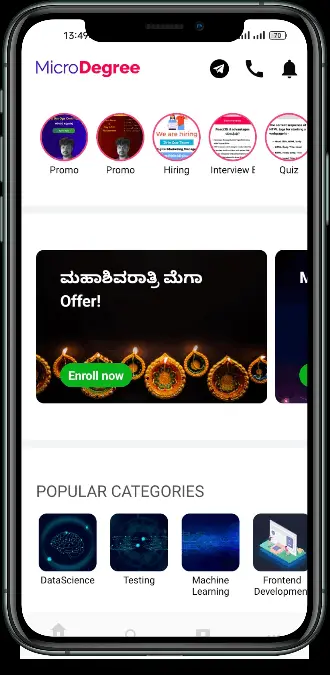 13:49
70
MicroDegree
We are hiring
Promo
Promo
Hiring
Interview E
Quiz
ಮಹಾಶಿವರಾತ್ರಿ ಮೆಗಾ
Offer!
M
Enroll now
POPULAR CATEGORIES
DataScience
Testing
Machine
Learning
Frontend
Developmen